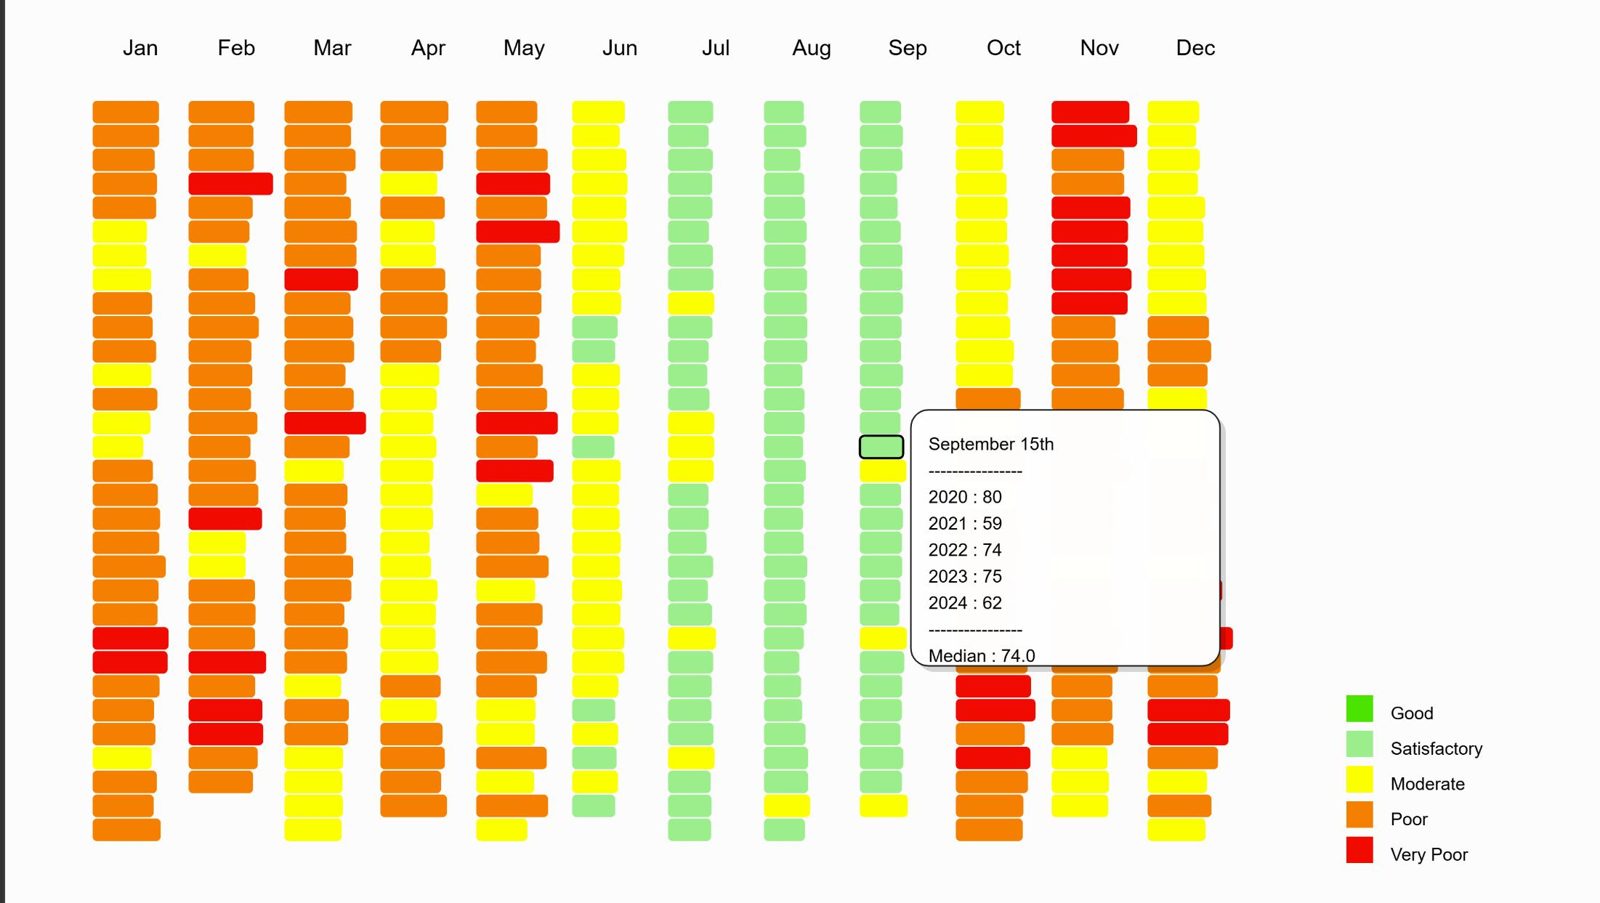 Jan Feb Mar Apr May Jun Jul Aug Sep Oct Nov Dec
September 15th
----------------
2020 : 80
2021 : 59
2022 : 74
2023 : 75
2024 : 62
----------------
Median : 74.0
Good
Satisfactory
Moderate
Poor
Very Poor